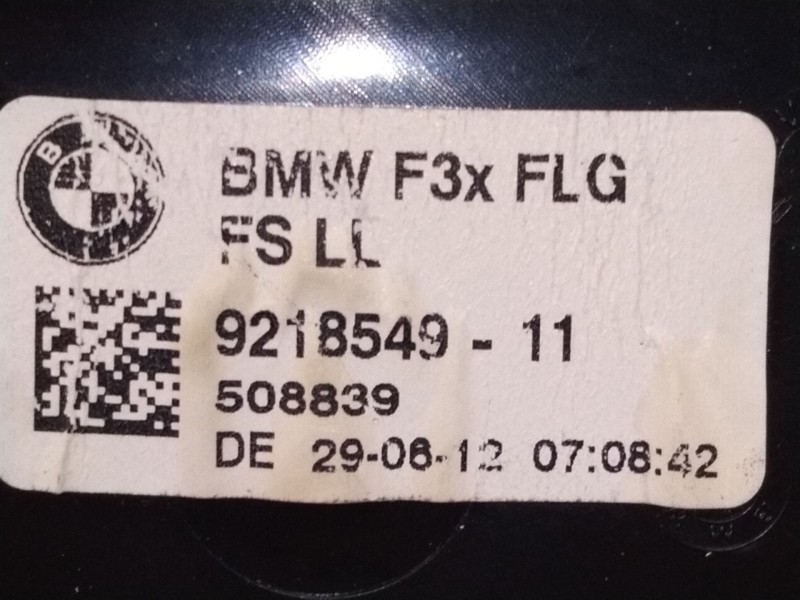 BMW F3x FLG
FS LL
9218549 - 11
508839
DE 29-06-12 07:08:42